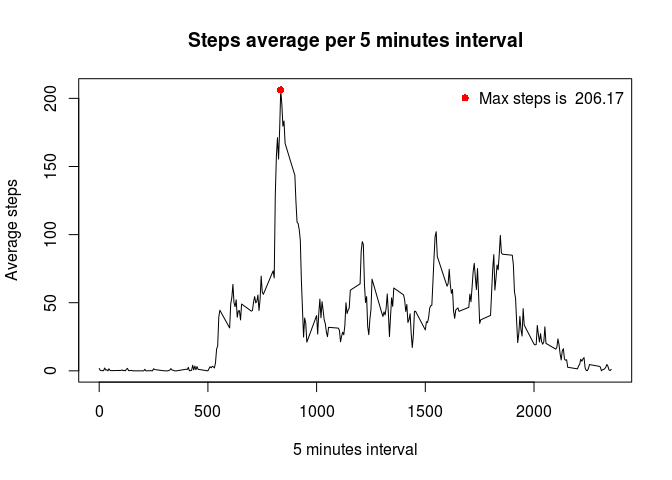 Steps average per 5 minutes interval
Max steps is  206.17
Average steps
200
150
100
50
0
0 500 1000 1500 2000
5 minutes interval